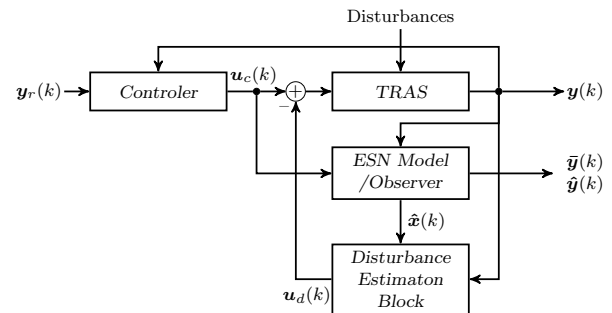 Disturbances
y_r(k)
Controler
u_c(k)
−
TRAS
y(k)
ESN Model
/Observer
ȳ(k)
ŷ(k)
x̂(k)
Disturbance
Estimaton
Block
u_d(k)